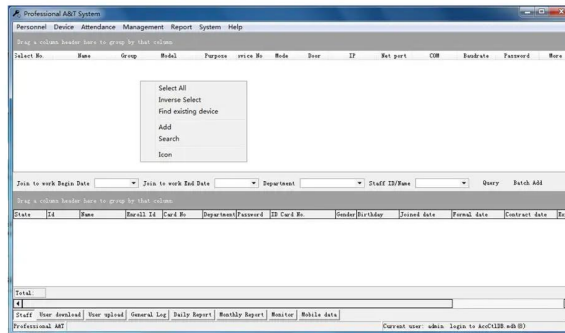 Professional A&T System
Personnel Device Attendance Management Report System Help
Drag a column header here to group by that column
Select No. Name Group Model Purpose evice No Mode Door IP Net port COM Baudrate Password More
Select All
Inverse Select
Find existing device
Add
Search
Icon
Join to work Begin Date Join to work End Date Department Staff ID/Name Query Batch Add
Drag a column header here to group by that column
State Id Name Enroll Id Card No Department Password ID Card No. Gender Birthday Joined date Formal date Contract date
Total:
Staff User download User upload General Log Daily Report Monthly Report Monitor Mobile data
Professional A&T Current user: admin login to AccCtlDB.mdb(0)